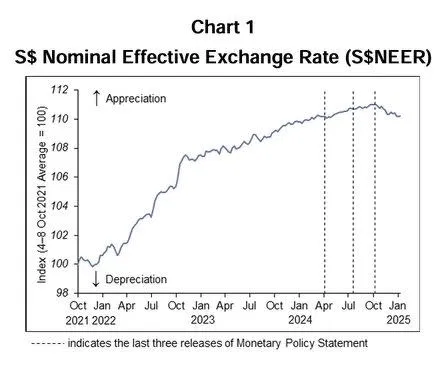 Chart 1
S$ Nominal Effective Exchange Rate (S$NEER)
Index (4–8 Oct 2021 Average = 100)
112
↑ Appreciation
110
108
106
104
102
100
↓ Depreciation
98
Oct Jan Apr Jul Oct Jan Apr Jul Oct Jan Apr Jul Oct Jan
2021 2022 2023 2024 2025
------- indicates the last three releases of Monetary Policy Statement